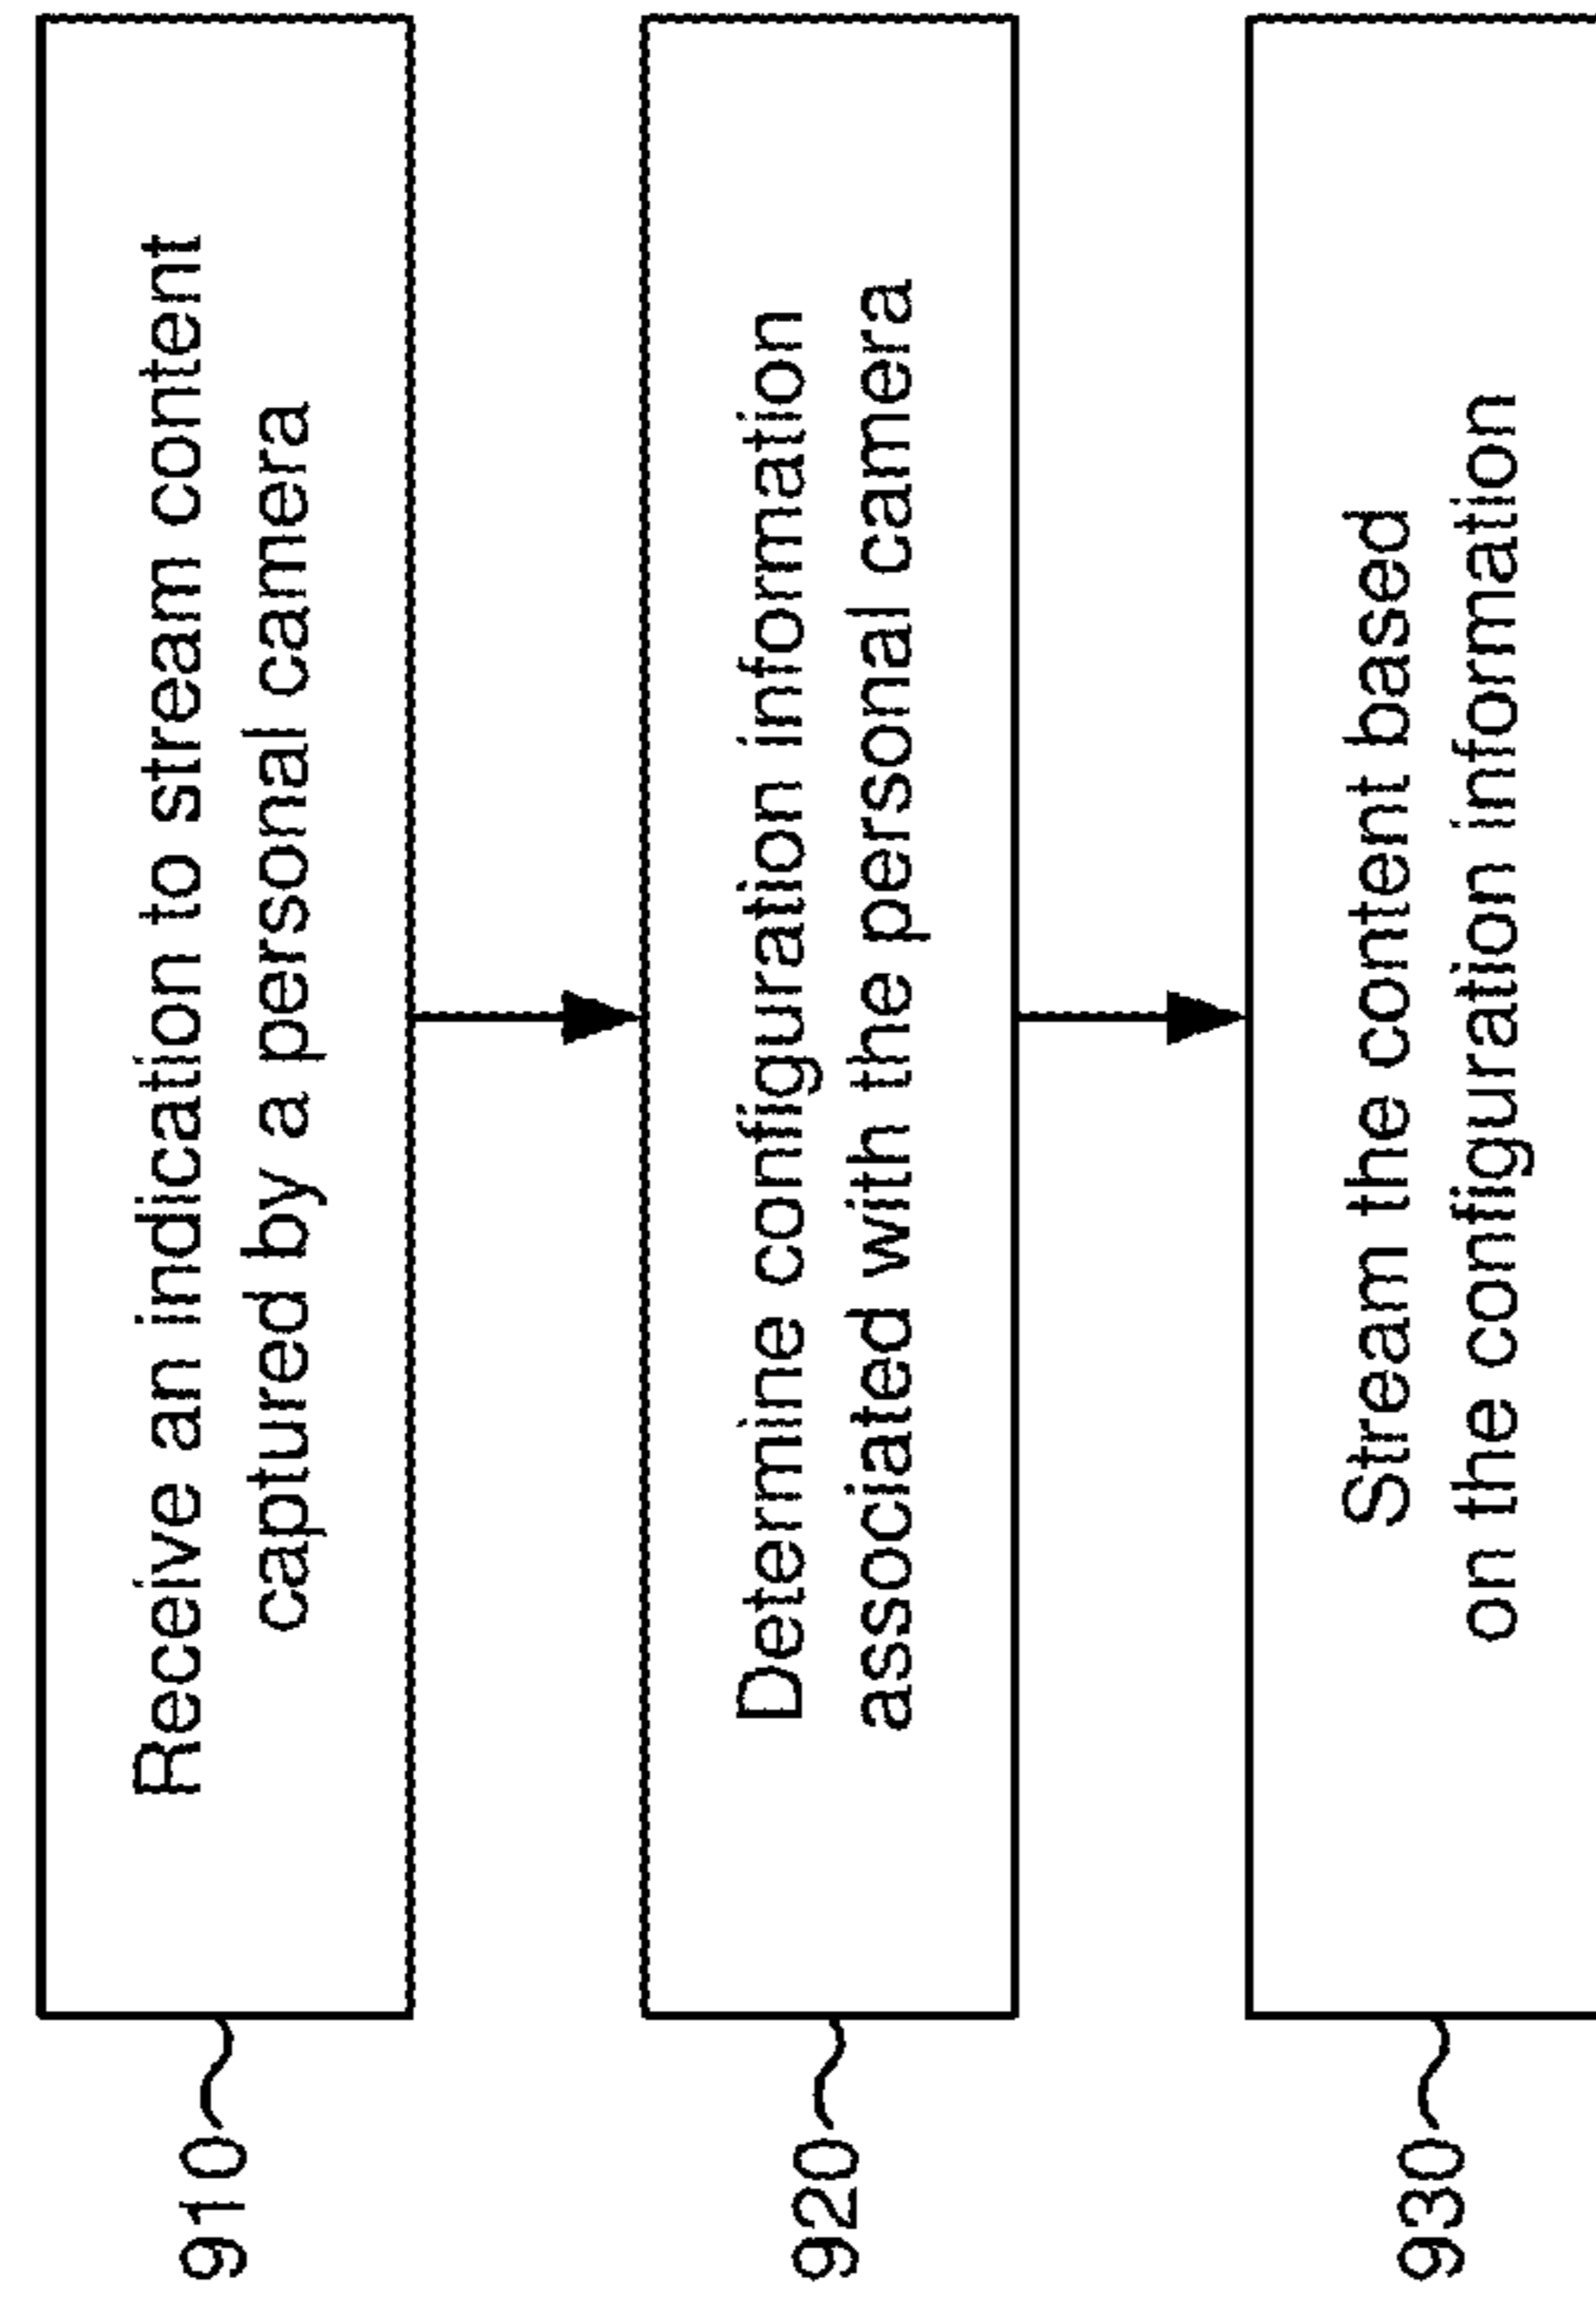 910
Receive an indication to stream content
captured by a personal camera
920
Determine configuration information
associated with the personal camera
930
Stream the content based
on the configuration information